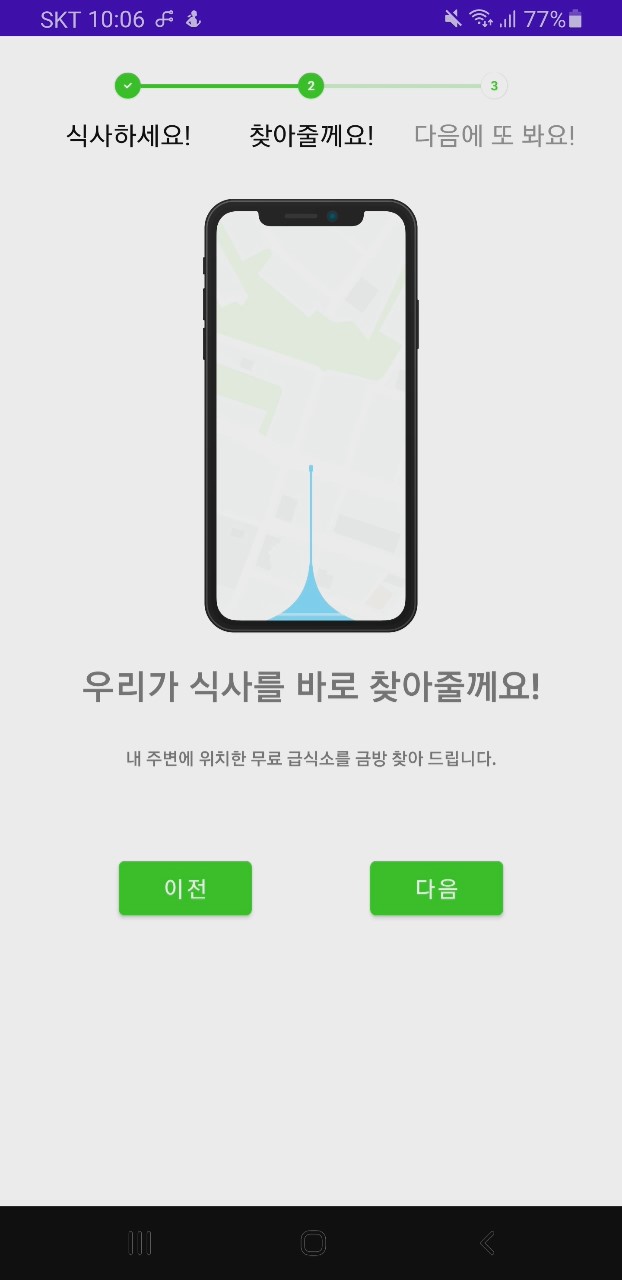 SKT 10:06 77%
2 3
식사하세요! 찾아줄께요! 다음에 또 봐요!
우리가 식사를 바로 찾아줄께요!
내 주변에 위치한 무료 급식소를 금방 찾아 드립니다.
이전 다음